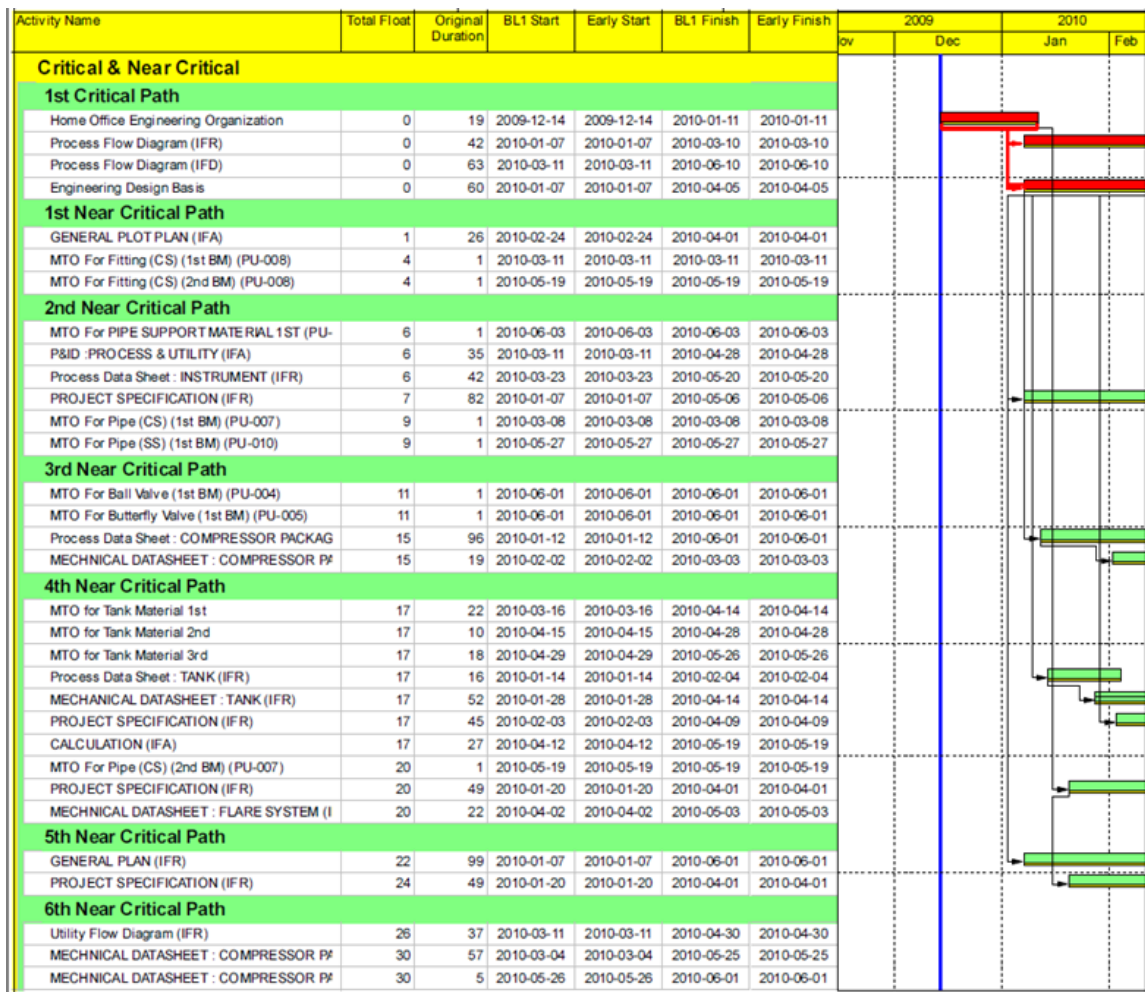 Activity Name Total Float Original Duration BL1 Start Early Start BL1 Finish Early Finish 2009 2010
ov Dec Jan Feb
Critical & Near Critical
1st Critical Path
Home Office Engineering Organization 0 19 2009-12-14 2009-12-14 2010-01-11 2010-01-11
Process Flow Diagram (IFR) 0 42 2010-01-07 2010-01-07 2010-03-10 2010-03-10
Process Flow Diagram (IFD) 0 63 2010-03-11 2010-03-11 2010-06-10 2010-06-10
Engineering Design Basis 0 60 2010-01-07 2010-01-07 2010-04-05 2010-04-05
1st Near Critical Path
GENERAL PLOT PLAN (IFA) 1 26 2010-02-24 2010-02-24 2010-04-01 2010-04-01
MTO For Fitting (CS) (1st BM) (PU-008) 4 1 2010-03-11 2010-03-11 2010-03-11 2010-03-11
MTO For Fitting (CS) (2nd BM) (PU-008) 4 1 2010-05-19 2010-05-19 2010-05-19 2010-05-19
2nd Near Critical Path
MTO For PIPE SUPPORT MATERIAL 1ST (PU- 6 1 2010-06-03 2010-06-03 2010-06-03 2010-06-03
P&ID :PROCESS & UTILITY (IFA) 6 35 2010-03-11 2010-03-11 2010-04-28 2010-04-28
Process Data Sheet : INSTRUMENT (IFR) 6 42 2010-03-23 2010-03-23 2010-05-20 2010-05-20
PROJECT SPECIFICATION (IFR) 7 82 2010-01-07 2010-01-07 2010-05-06 2010-05-06
MTO For Pipe (CS) (1st BM) (PU-007) 9 1 2010-03-08 2010-03-08 2010-03-08 2010-03-08
MTO For Pipe (SS) (1st BM) (PU-010) 9 1 2010-05-27 2010-05-27 2010-05-27 2010-05-27
3rd Near Critical Path
MTO For Ball Valve (1st BM) (PU-004) 11 1 2010-06-01 2010-06-01 2010-06-01 2010-06-01
MTO For Butterfly Valve (1st BM) (PU-005) 11 1 2010-06-01 2010-06-01 2010-06-01 2010-06-01
Process Data Sheet : COMPRESSOR PACKAG 15 96 2010-01-12 2010-01-12 2010-06-01 2010-06-01
MECHNICAL DATASHEET : COMPRESSOR PA 15 19 2010-02-02 2010-02-02 2010-03-03 2010-03-03
4th Near Critical Path
MTO for Tank Material 1st 17 22 2010-03-16 2010-03-16 2010-04-14 2010-04-14
MTO for Tank Material 2nd 17 10 2010-04-15 2010-04-15 2010-04-28 2010-04-28
MTO for Tank Material 3rd 17 18 2010-04-29 2010-04-29 2010-05-26 2010-05-26
Process Data Sheet : TANK (IFR) 17 16 2010-01-14 2010-01-14 2010-02-04 2010-02-04
MECHANICAL DATASHEET : TANK (IFR) 17 52 2010-01-28 2010-01-28 2010-04-14 2010-04-14
PROJECT SPECIFICATION (IFR) 17 45 2010-02-03 2010-02-03 2010-04-09 2010-04-09
CALCULATION (IFA) 17 27 2010-04-12 2010-04-12 2010-05-19 2010-05-19
MTO For Pipe (CS) (2nd BM) (PU-007) 20 1 2010-05-19 2010-05-19 2010-05-19 2010-05-19
PROJECT SPECIFICATION (IFR) 20 49 2010-01-20 2010-01-20 2010-04-01 2010-04-01
MECHNICAL DATASHEET : FLARE SYSTEM (I 20 22 2010-04-02 2010-04-02 2010-05-03 2010-05-03
5th Near Critical Path
GENERAL PLAN (IFR) 22 99 2010-01-07 2010-01-07 2010-06-01 2010-06-01
PROJECT SPECIFICATION (IFR) 24 49 2010-01-20 2010-01-20 2010-04-01 2010-04-01
6th Near Critical Path
Utility Flow Diagram (IFR) 26 37 2010-03-11 2010-03-11 2010-04-30 2010-04-30
MECHNICAL DATASHEET : COMPRESSOR PA 30 57 2010-03-04 2010-03-04 2010-05-25 2010-05-25
MECHNICAL DATASHEET : COMPRESSOR PA 30 5 2010-05-26 2010-05-26 2010-06-01 2010-06-01